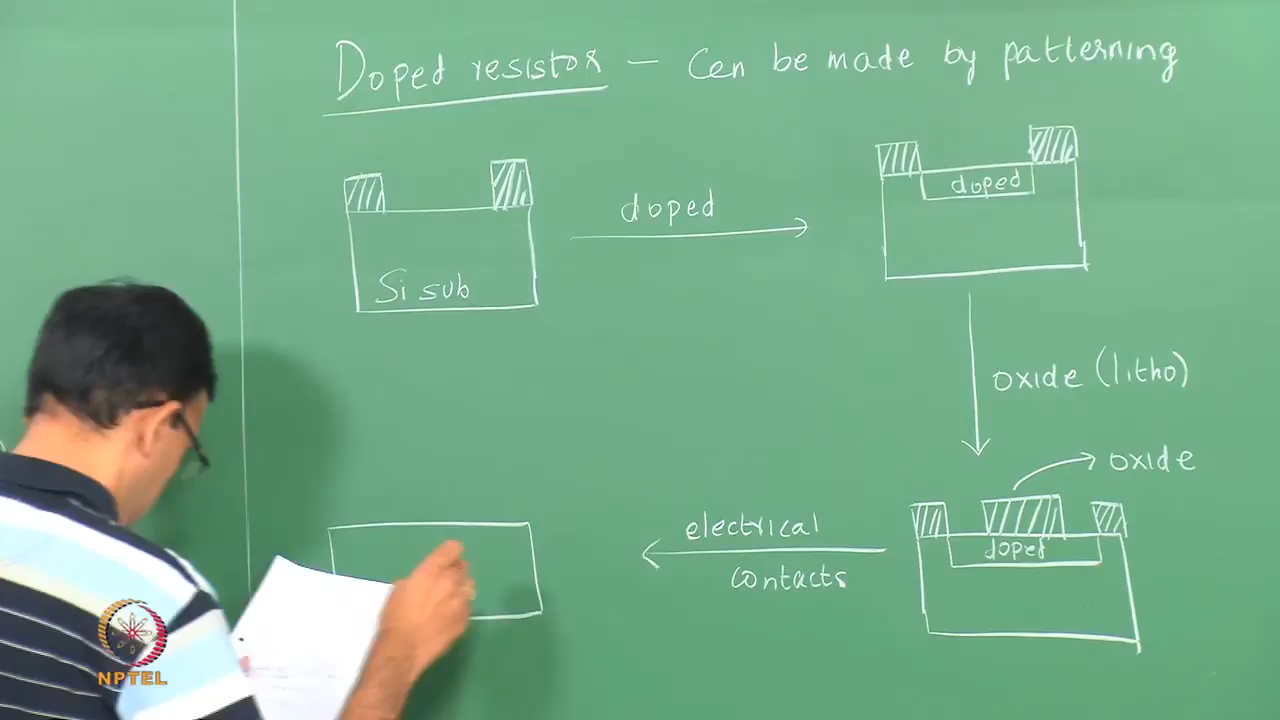 Doped resistor — Can be made by patterning
Si sub
doped
doped
oxide (litho)
oxide
doped
electrical
contacts
NPTEL